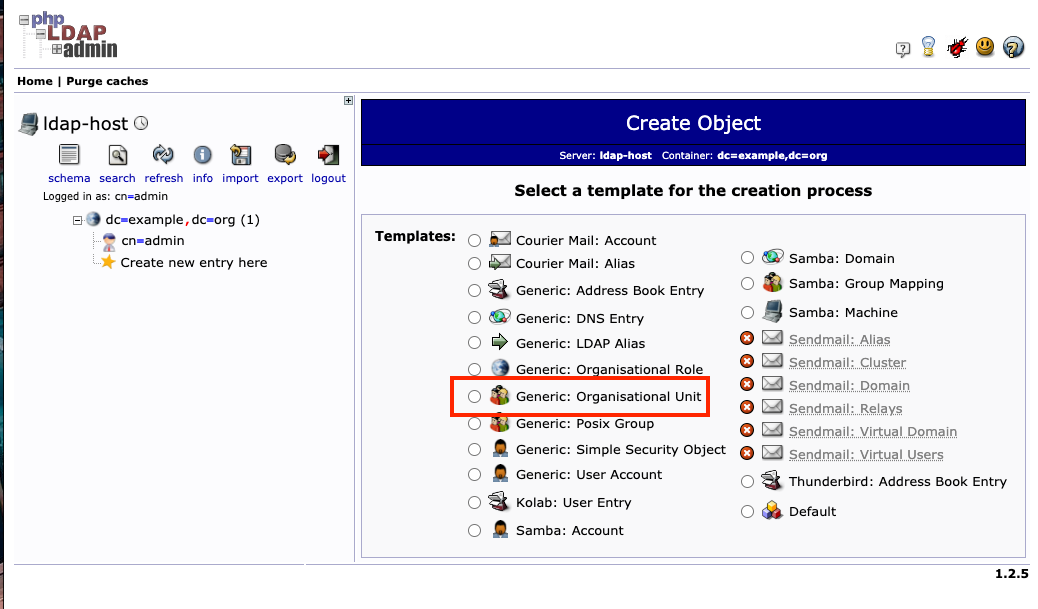 php
LDAP
admin
Home | Purge caches
ldap-host
schema search refresh info import export logout
Logged in as: cn=admin
dc=example,dc=org (1)
cn=admin
Create new entry here
Create Object
Server: ldap-host Container: dc=example,dc=org
Select a template for the creation process
Templates:
Courier Mail: Account
Courier Mail: Alias
Generic: Address Book Entry
Generic: DNS Entry
Generic: LDAP Alias
Generic: Organisational Role
Generic: Organisational Unit
Generic: Posix Group
Generic: Simple Security Object
Generic: User Account
Kolab: User Entry
Samba: Account
Samba: Domain
Samba: Group Mapping
Samba: Machine
Sendmail: Alias
Sendmail: Cluster
Sendmail: Domain
Sendmail: Relays
Sendmail: Virtual Domain
Sendmail: Virtual Users
Thunderbird: Address Book Entry
Default
1.2.5